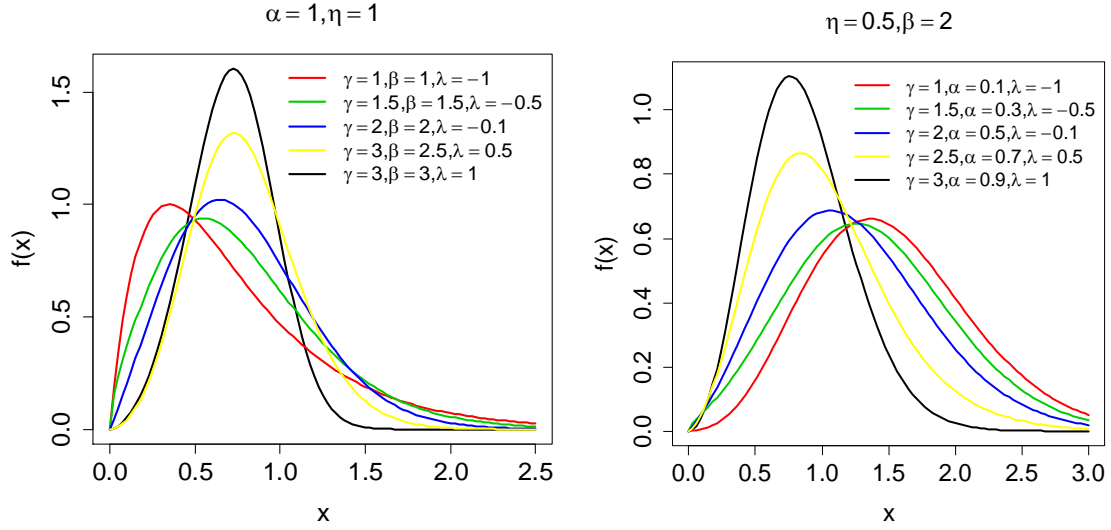 α = 1,η = 1
f(x)
1.5
1.0
0.5
0.0
γ = 1,β = 1,λ = −1
γ = 1.5,β = 1.5,λ = −0.5
γ = 2,β = 2,λ = −0.1
γ = 3,β = 2.5,λ = 0.5
γ = 3,β = 3,λ = 1
0.0 0.5 1.0 1.5 2.0 2.5
x
η = 0.5,β = 2
f(x)
1.0
0.8
0.6
0.4
0.2
0.0
γ = 1,α = 0.1,λ = −1
γ = 1.5,α = 0.3,λ = −0.5
γ = 2,α = 0.5,λ = −0.1
γ = 2.5,α = 0.7,λ = 0.5
γ = 3,α = 0.9,λ = 1
0.0 0.5 1.0 1.5 2.0 2.5 3.0
x